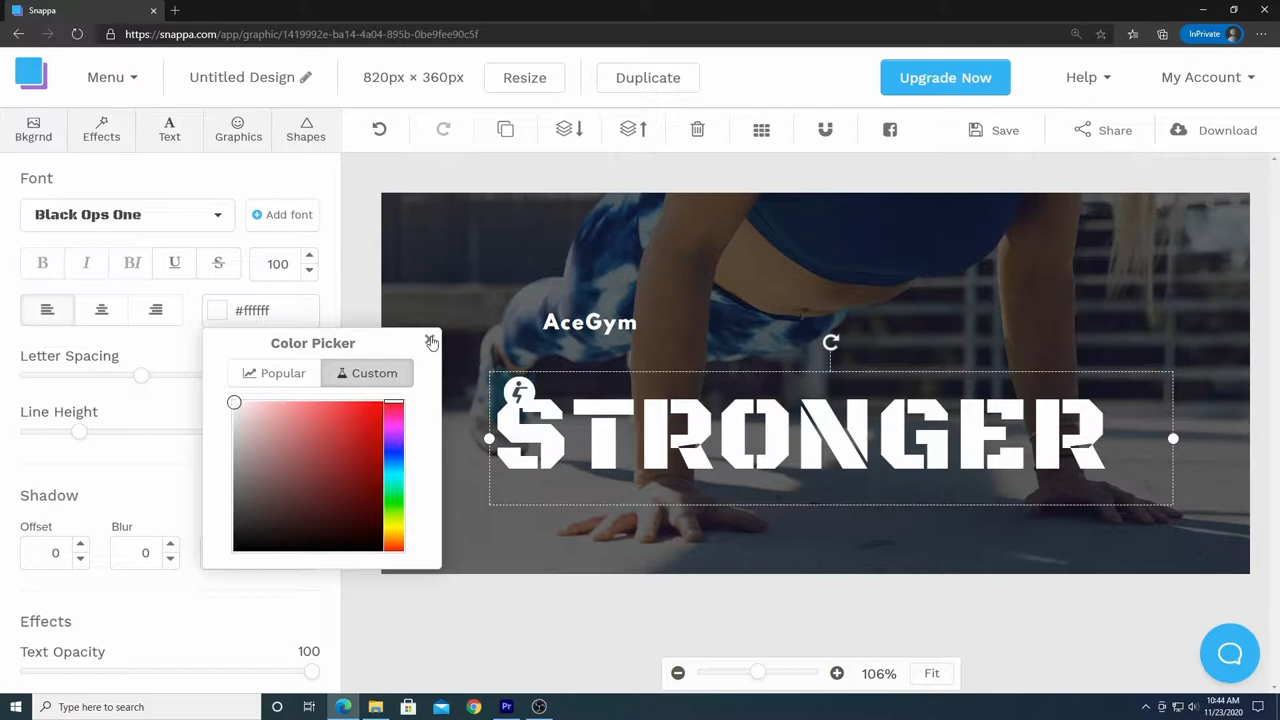 Snappa
https://snappa.com/app/graphic/1419992e-ba14-4a04-895b-0be9fee90c5f
InPrivate
Menu
Untitled Design
820px × 360px
Resize
Duplicate
Upgrade Now
Help
My Account
Bkgrnd
Effects
Text
Graphics
Shapes
Save
Share
Download
Font
Black Ops One
Add font
B I BI U S
100
#ffffff
Letter Spacing
Color Picker
Popular
Custom
Line Height
Shadow
Offset
Blur
0
0
Effects
Text Opacity
100
AceGym
STRONGER
106%
Fit
Type here to search
Pr
10:44 AM
11/23/2020